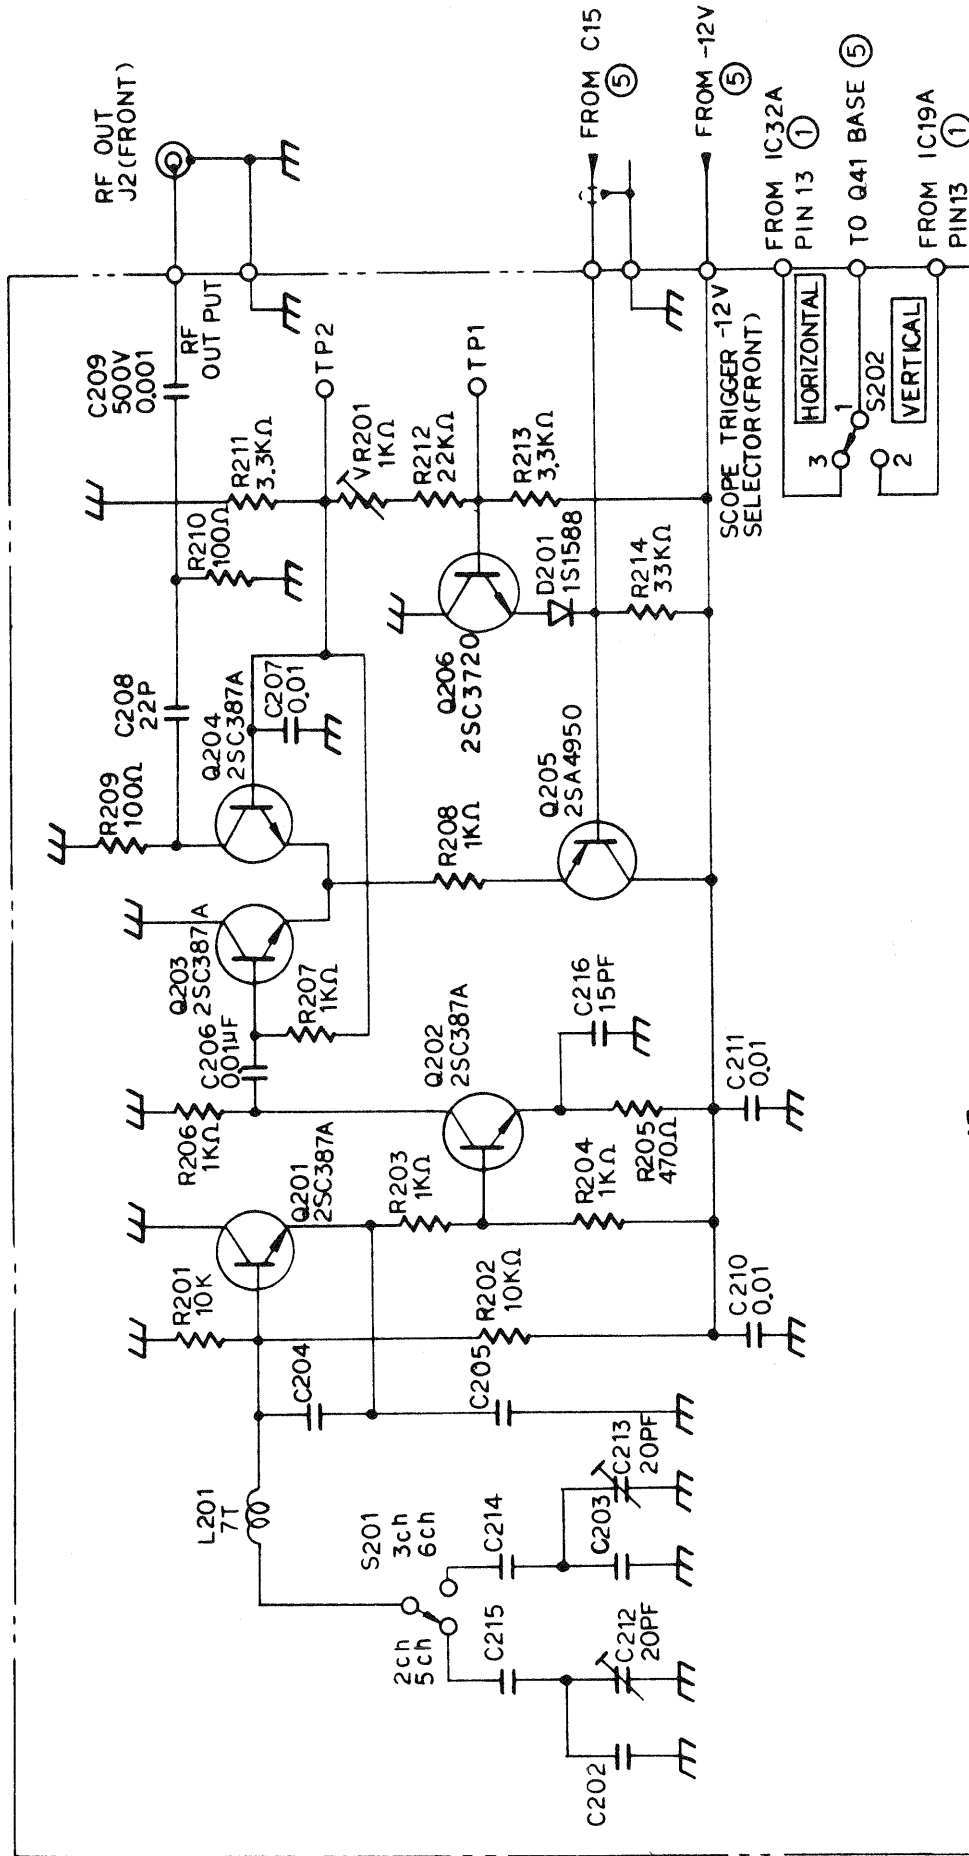 RF OUT
J2(FRONT)
FROM C15
⑤
FROM -12V
⑤
FROM IC32A
PIN 13 ①
TO Q41 BASE ⑤
FROM IC19A
PIN13 ①
C209
500V
0.001
RF
OUT PUT
TP2
TP1
-12V
SCOPE TRIGGER
SELECTOR(FRONT)
HORIZONTAL
VERTICAL
S202
1
3
2
R211
3.3KΩ
R210
100Ω
VR201
1KΩ
R212
22KΩ
R213
3.3KΩ
D201
1S1588
R214
33KΩ
Q206
2SC3720
C208
22P
Q204
2SC387A
C207
0.01
R209
100Ω
R208
1KΩ
Q205
2SA4950
Q203
2SC387A
R207
1KΩ
C206
0.01µF
Q202
2SC387A
C216
15PF
R206
1KΩ
Q201
2SC387A
R203
1KΩ
R204
1KΩ
R205
470Ω
C211
0.01
R201
10K
R202
10KΩ
C210
0.01
C204
C205
L201
7T
S201
3ch
6ch
2ch
5ch
C214
C215
C213
20PF
C203
C212
20PF
C202